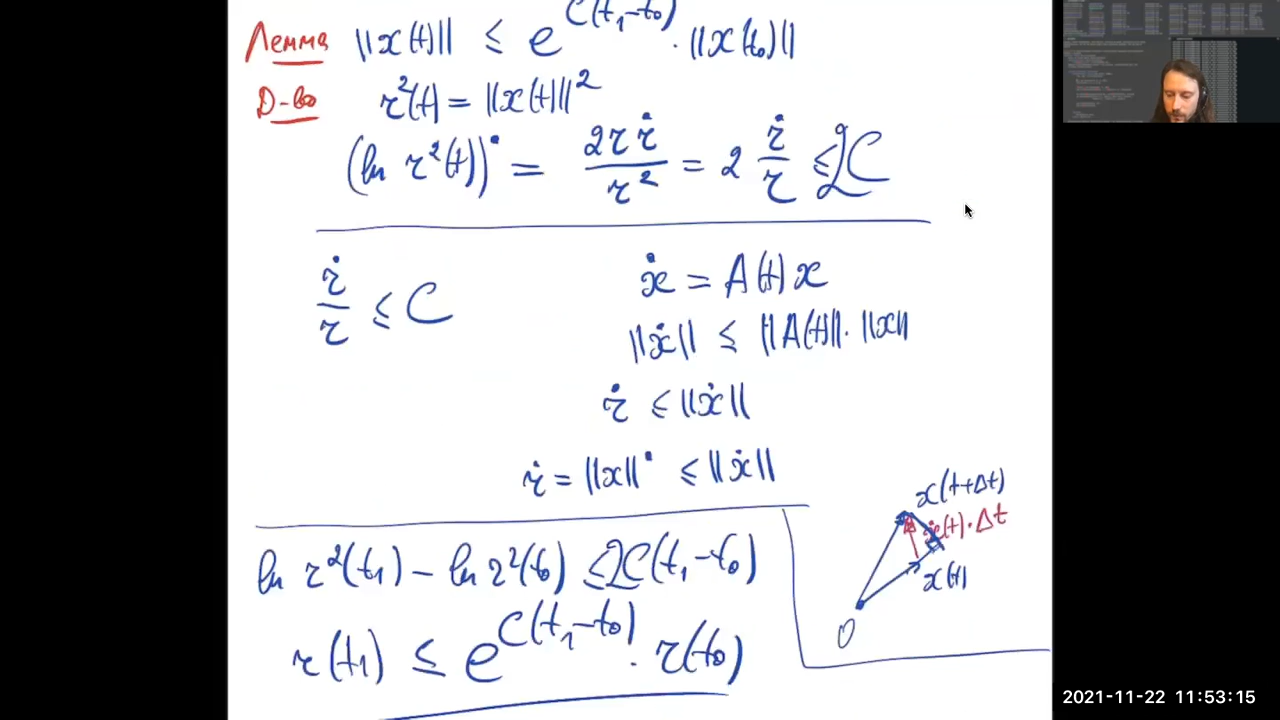 Лемма ||x(t)|| ≤ e^{C(t₁-t₀)} · ||x(t₀)||
Д-во r²(t) = ||x(t)||²
(ln r²(t))˙ = 2rṙ/r² = 2 ṙ/r ≤ 2C
ṙ/r ≤ C
ẋ = A(t)x
||ẋ|| ≤ ||A(t)|| · ||x||
ṙ ≤ ||ẋ||
ṙ = ||x||˙ ≤ ||ẋ||
ln r²(t₁) - ln r²(t₀) ≤ 2C(t₁-t₀)
r(t₁) ≤ e^{C(t₁-t₀)} · r(t₀)
x(t+Δt)
ẋ(t)·Δt
x(t)
O
2021-11-22 11:53:15